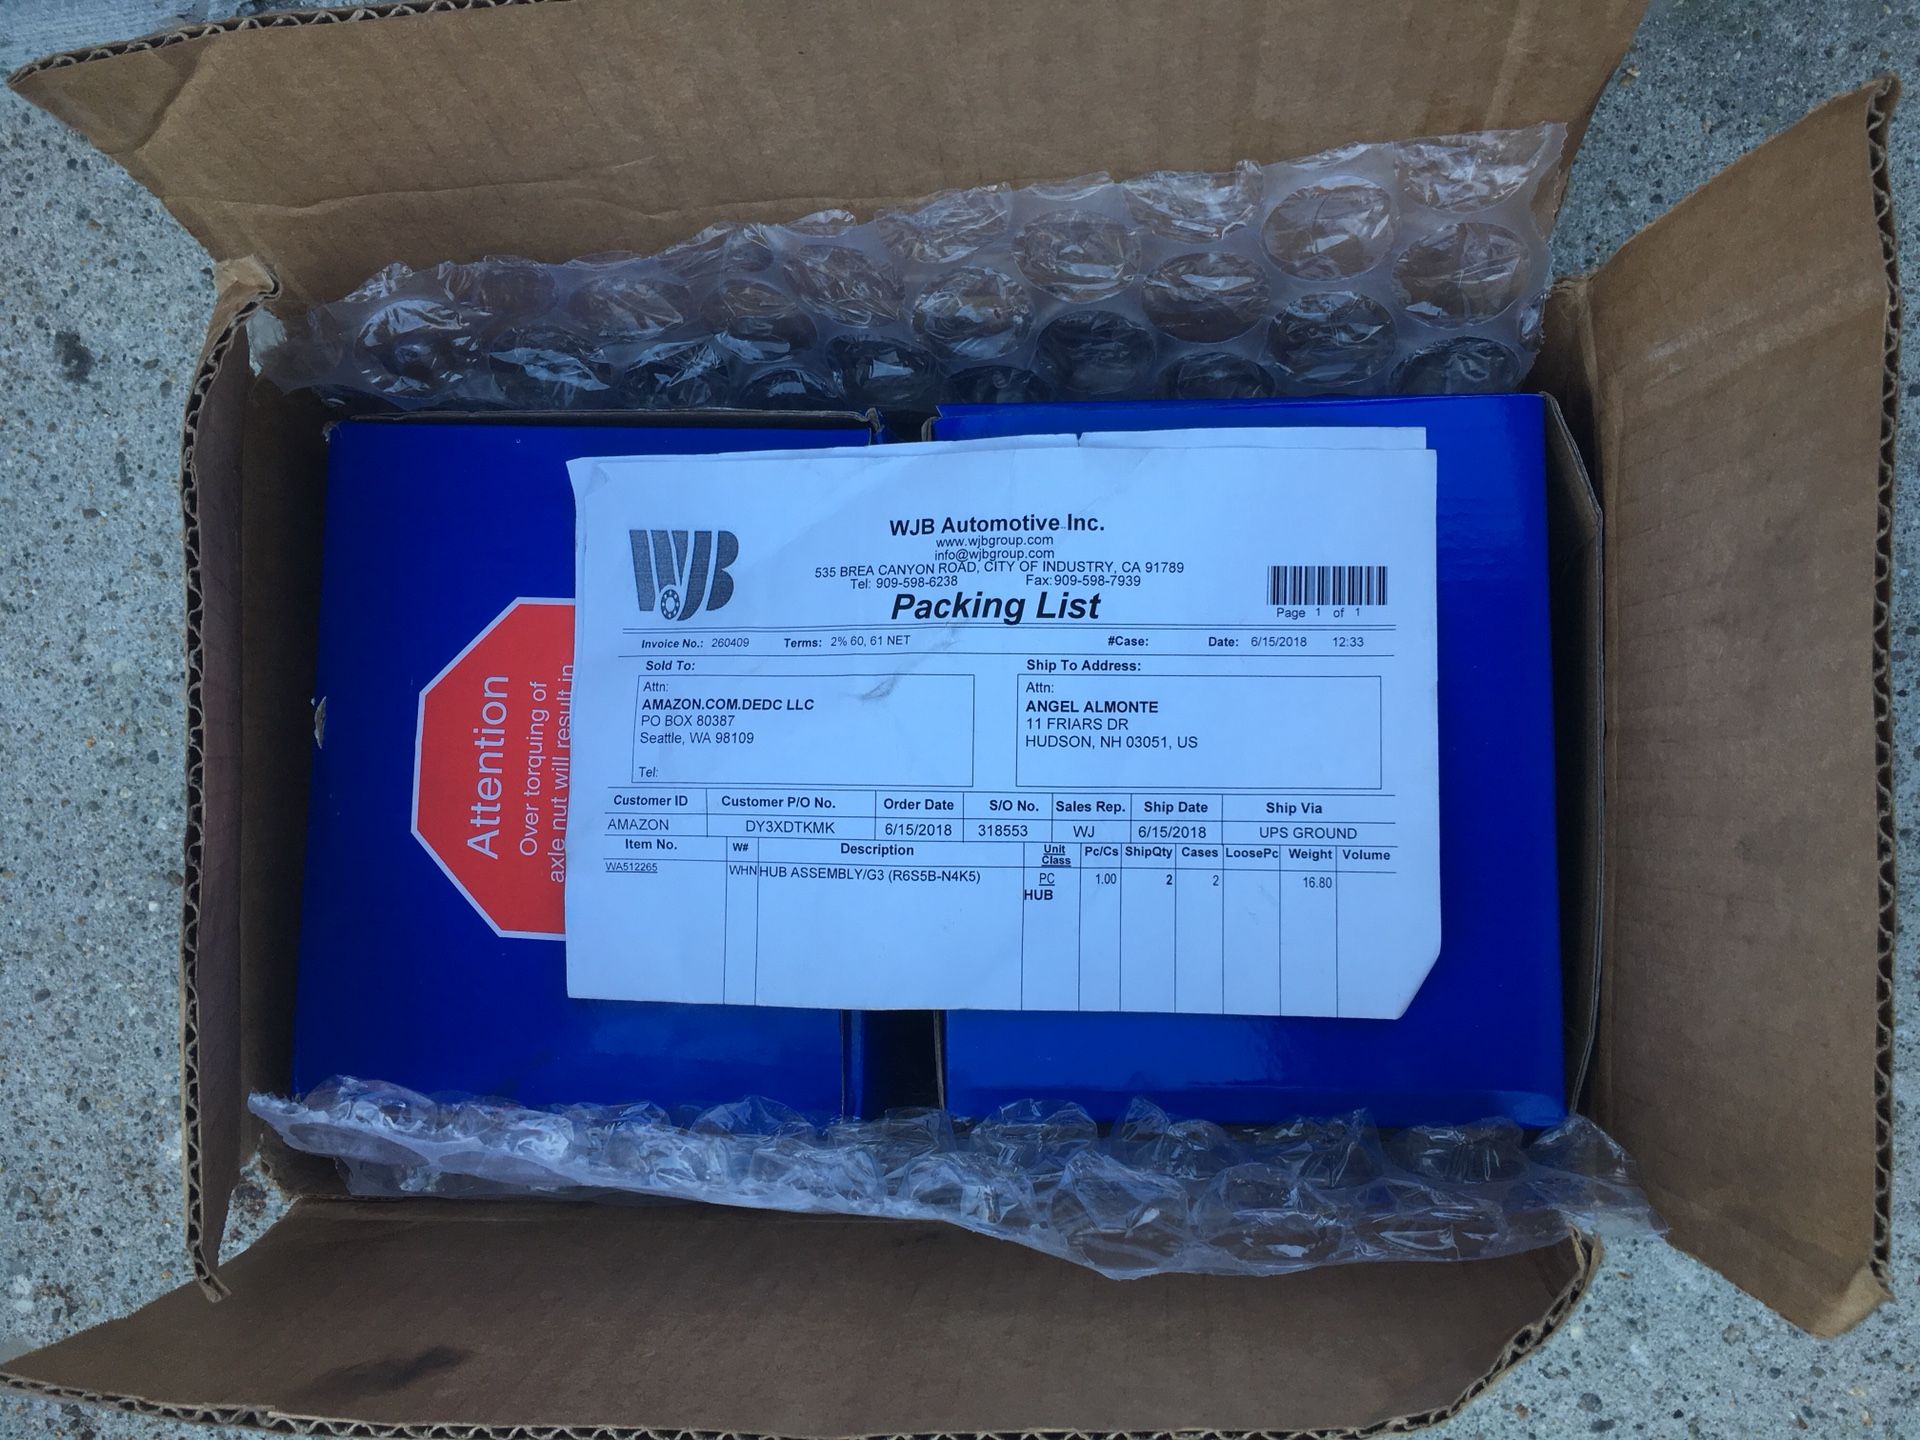 WJB
WJB Automotive Inc.
www.wjbgroup.com
info@wjbgroup.com
535 BREA CANYON ROAD, CITY OF INDUSTRY, CA 91789
Tel: 909-598-6238 Fax: 909-598-7939
Packing List
Page 1 of 1
Invoice No.: 260409 Terms: 2% 60, 61 NET #Case: Date: 6/15/2018 12:33
Sold To: Ship To Address:
Attn: Attn:
AMAZON.COM.DEDC LLC ANGEL ALMONTE
PO BOX 80387 11 FRIARS DR
Seattle, WA 98109 HUDSON, NH 03051, US
Tel:
Customer ID Customer P/O No. Order Date S/O No. Sales Rep. Ship Date Ship Via
AMAZON DY3XDTKMK 6/15/2018 318553 WJ 6/15/2018 UPS GROUND
Item No. W# Description Unit Class Pc/Cs ShipQty Cases LoosePc Weight Volume
WA512265 WHN HUB ASSEMBLY/G3 (R6S5B-N4K5) PC 1.00 2 2 16.80
HUB
Attention
Over torquing of
axle nut will result in